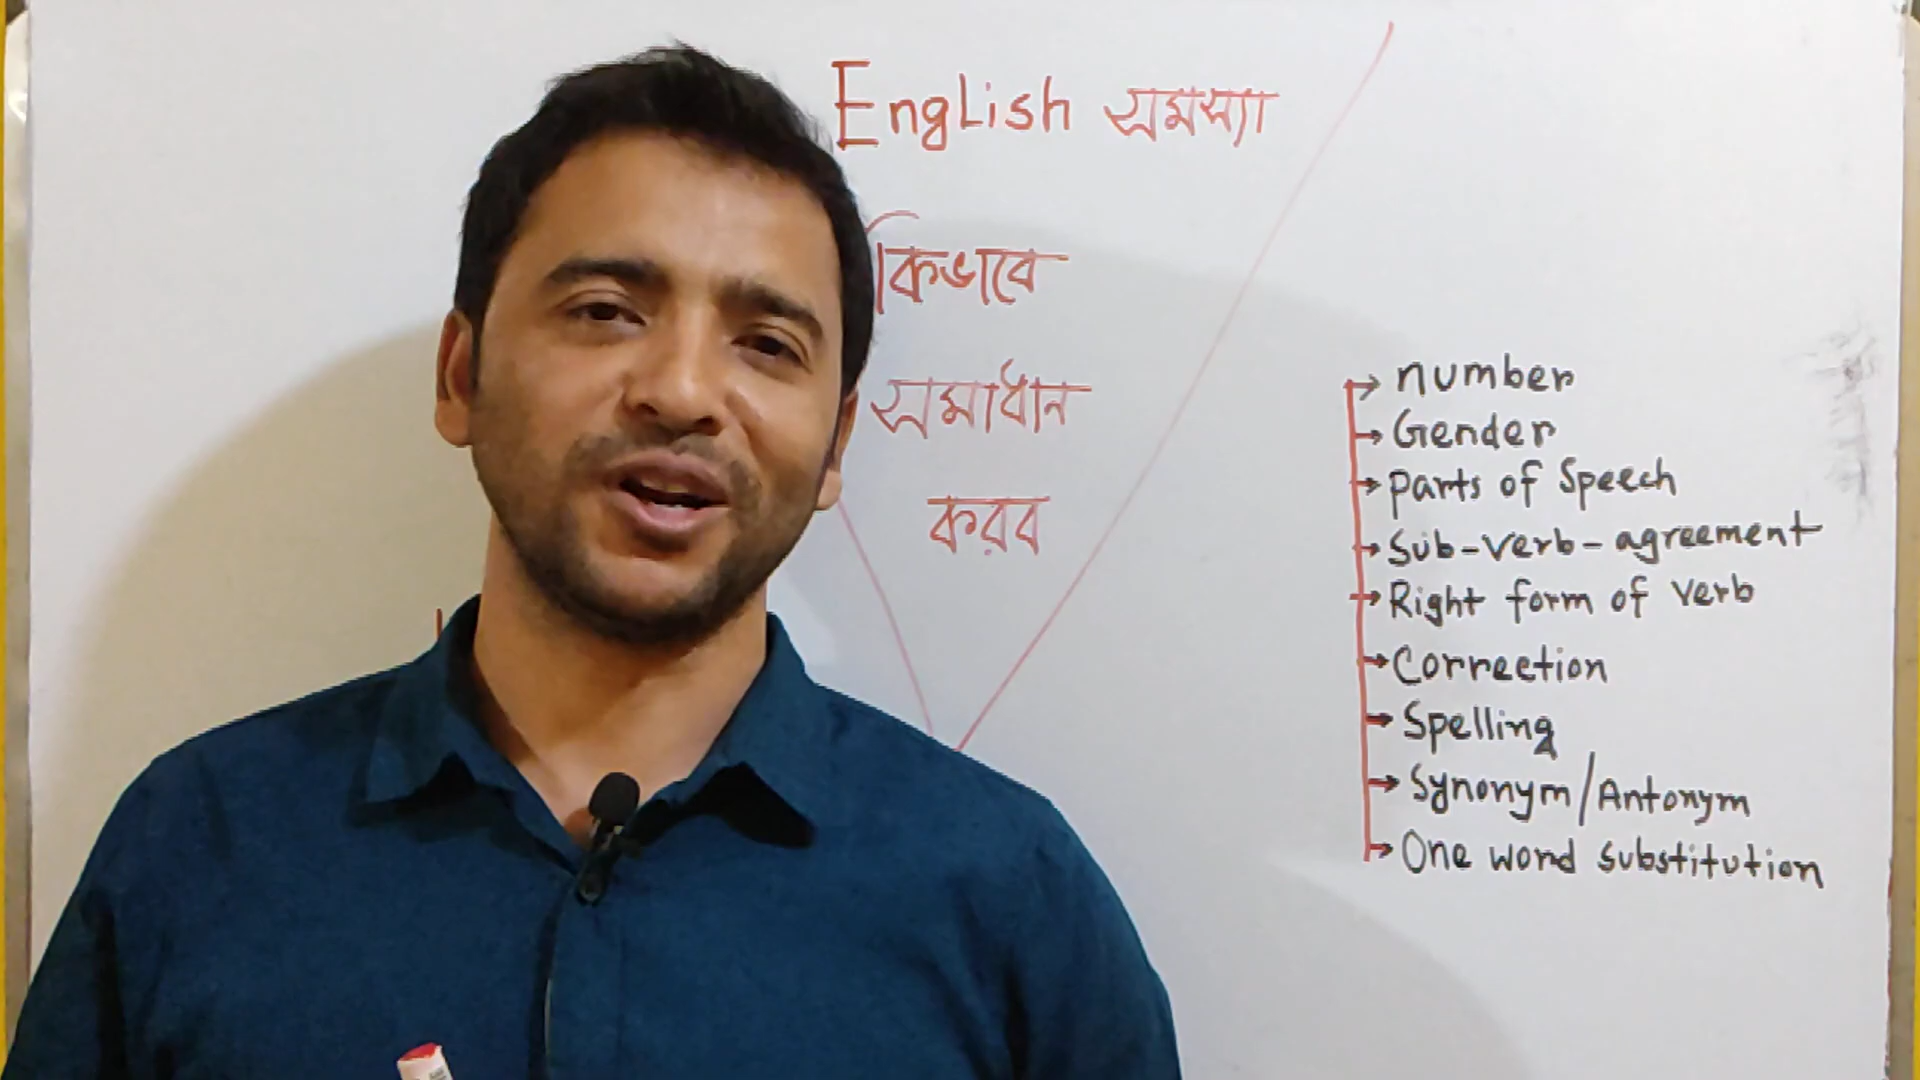 English সমস্যা
কিভাবে
সমাধান
করব
number
Gender
parts of Speech
Sub-verb-agreement
Right form of verb
Correction
Spelling
Synonym/Antonym
One word substitution